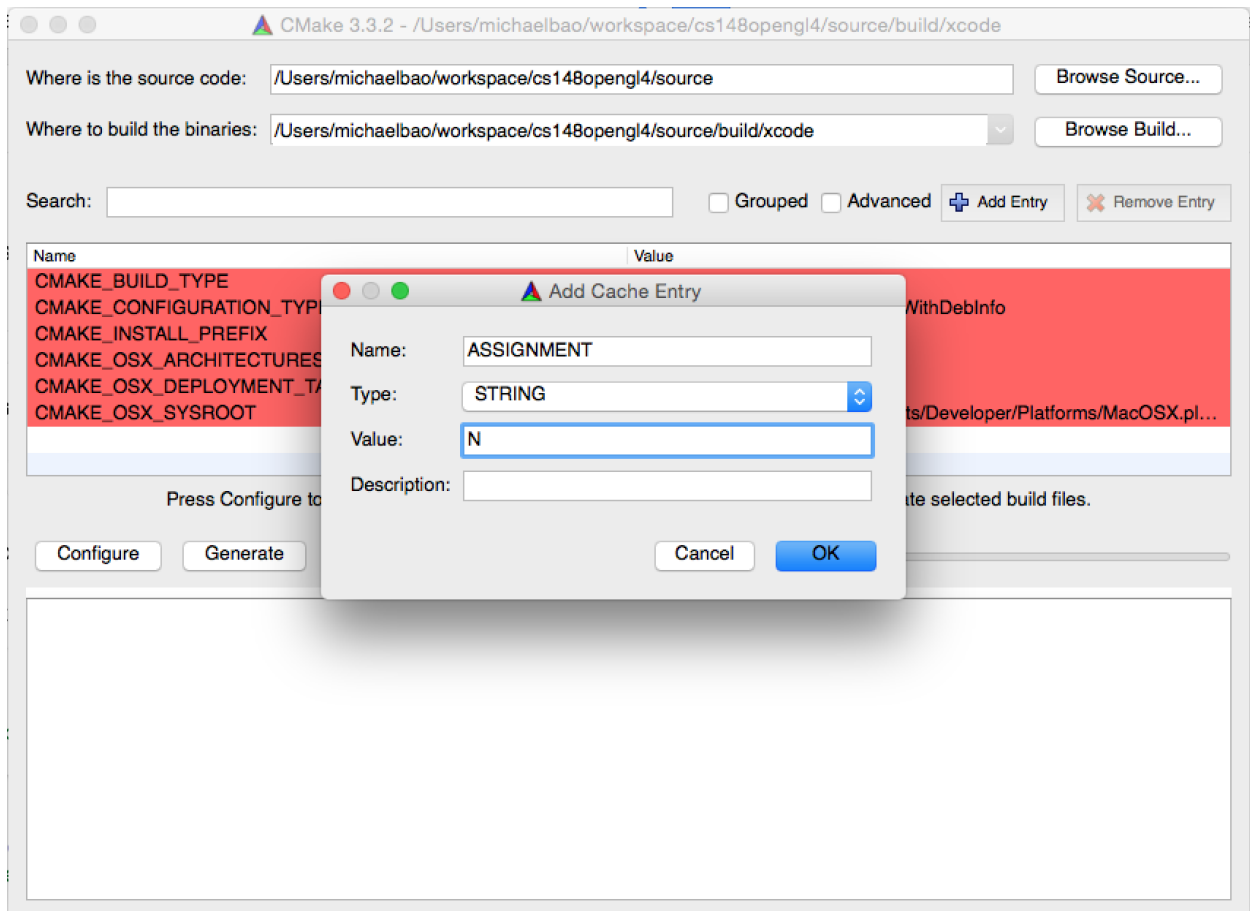 CMake 3.3.2 - /Users/michaelbao/workspace/cs148opengl4/source/build/xcode
Where is the source code: /Users/michaelbao/workspace/cs148opengl4/source Browse Source...
Where to build the binaries: /Users/michaelbao/workspace/cs148opengl4/source/build/xcode Browse Build...
Search: Grouped Advanced Add Entry Remove Entry
Name Value
CMAKE_BUILD_TYPE
CMAKE_CONFIGURATION_TYP WithDebInfo
CMAKE_INSTALL_PREFIX
CMAKE_OSX_ARCHITECTURES
CMAKE_OSX_DEPLOYMENT_TA
CMAKE_OSX_SYSROOT ts/Developer/Platforms/MacOSX.pl...
Press Configure to ate selected build files.
Configure Generate
Add Cache Entry
Name: ASSIGNMENT
Type: STRING
Value: N
Description:
Cancel OK